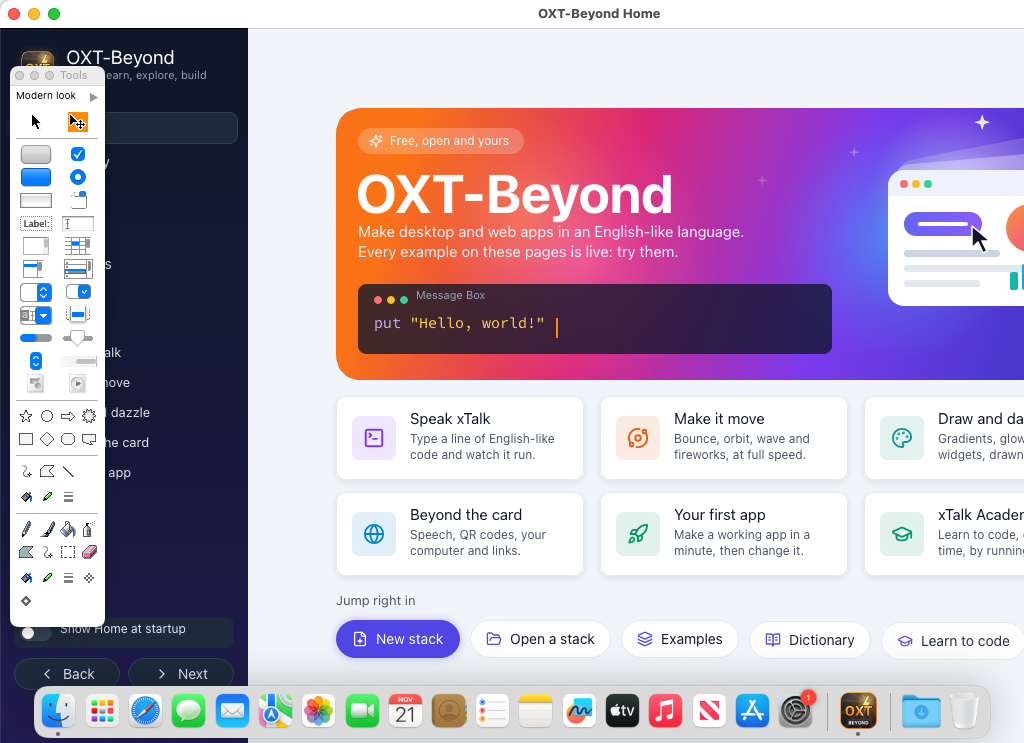 OXT-Beyond Home
OXT-Beyond
earn, explore, build
Tools
Modern look
Label:
alk
move
dazzle
he card
app
Show Home at startup
Back
Next
Free, open and yours
OXT-Beyond
Make desktop and web apps in an English-like language.
Every example on these pages is live: try them.
Message Box
put "Hello, world!"
Speak xTalk
Type a line of English-like
code and watch it run.
Make it move
Bounce, orbit, wave and
fireworks, at full speed.
Draw and da
Gradients, glow
widgets, drawn
Beyond the card
Speech, QR codes, your
computer and links.
Your first app
Make a working app in a
minute, then change it.
xTalk Acader
Learn to code,
time, by running
Jump right in
New stack
Open a stack
Examples
Dictionary
Learn to code
NOV
21
tv
1
OXT
BEYOND